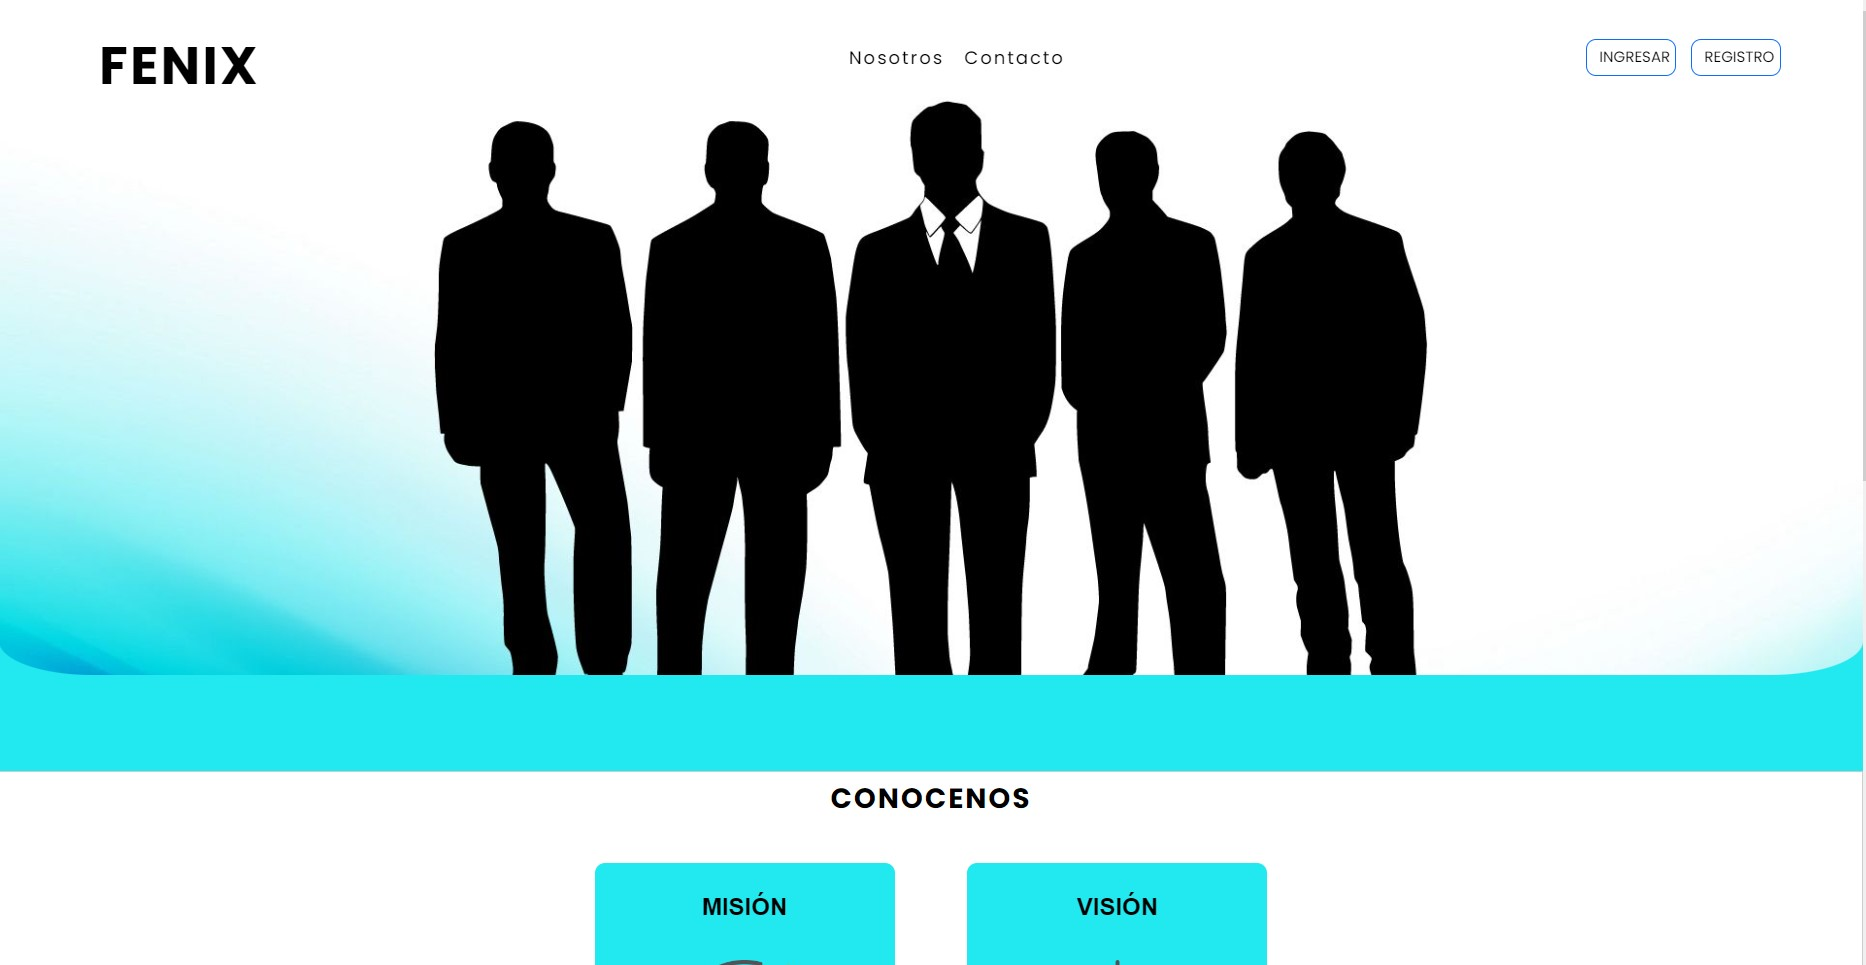 FENIX
Nosotros Contacto
INGRESAR REGISTRO
CONOCENOS
MISIÓN
VISIÓN